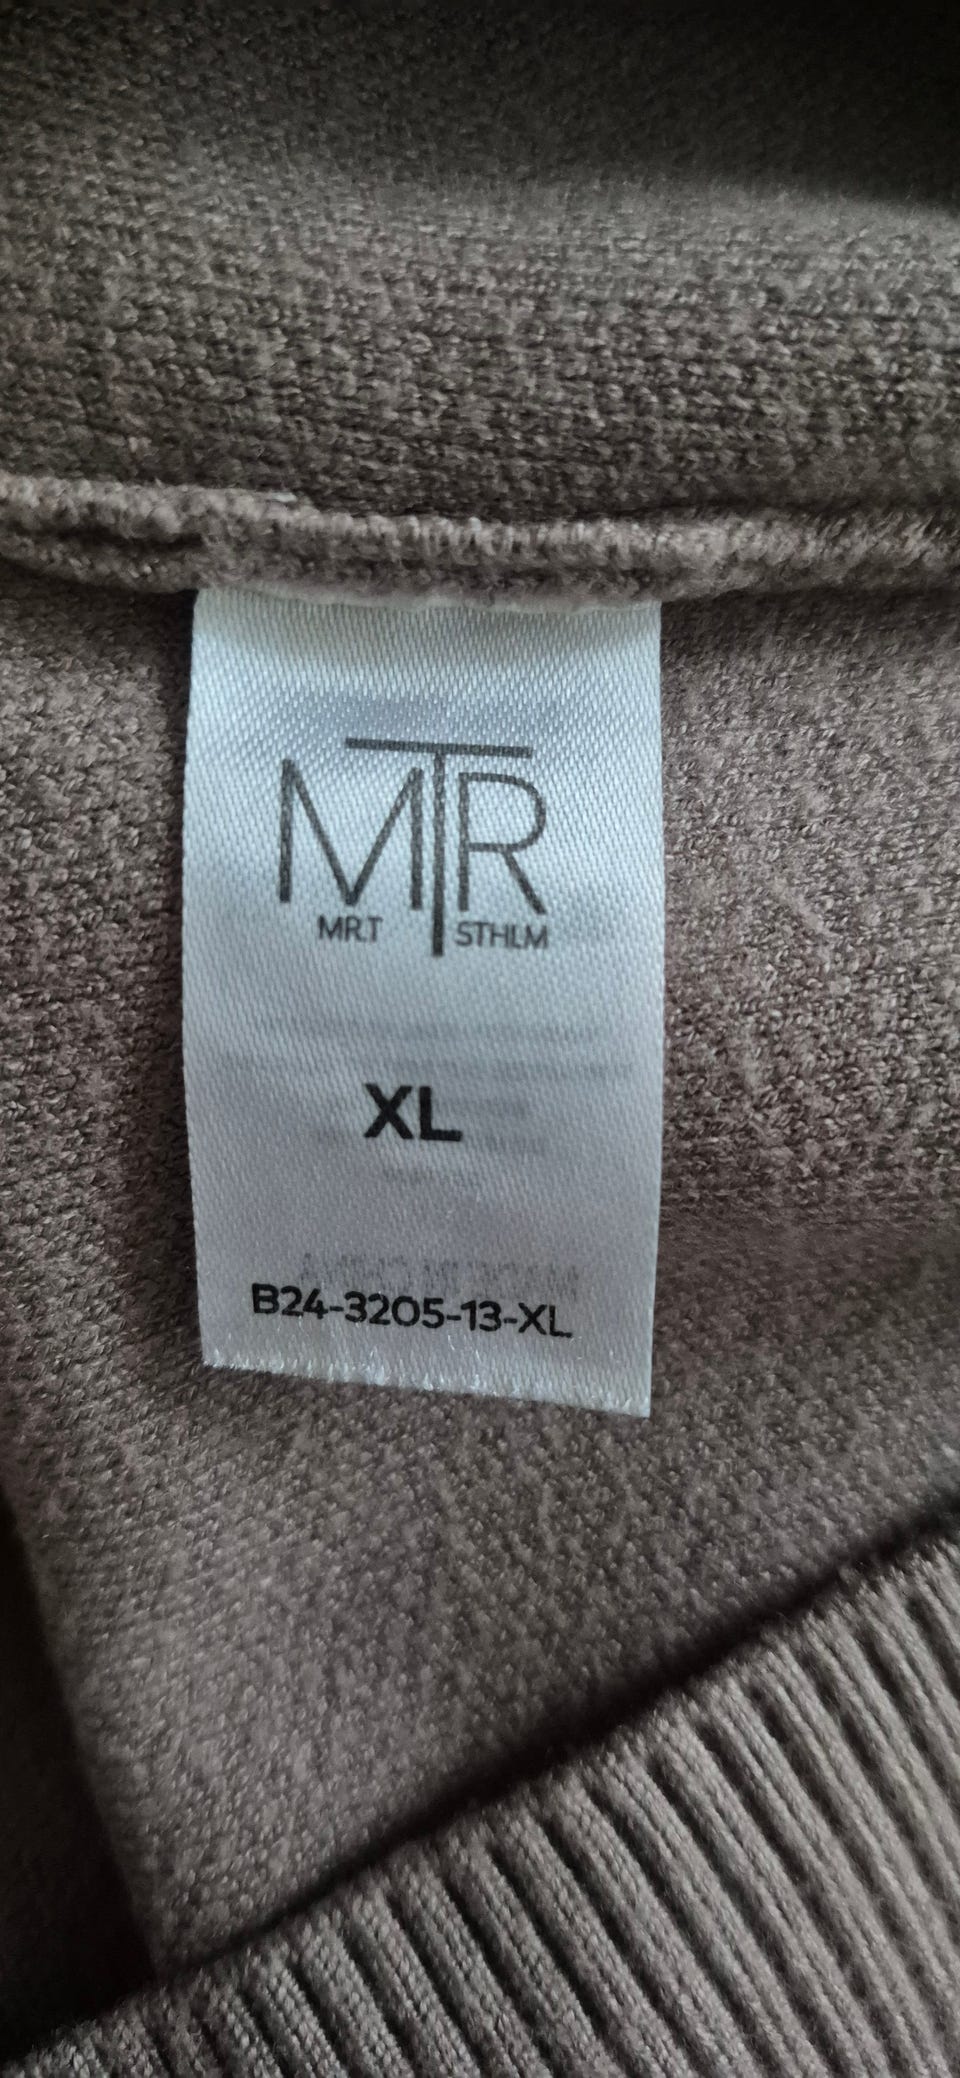 MTR
MR.T STHLM
XL
B24-3205-13-XL